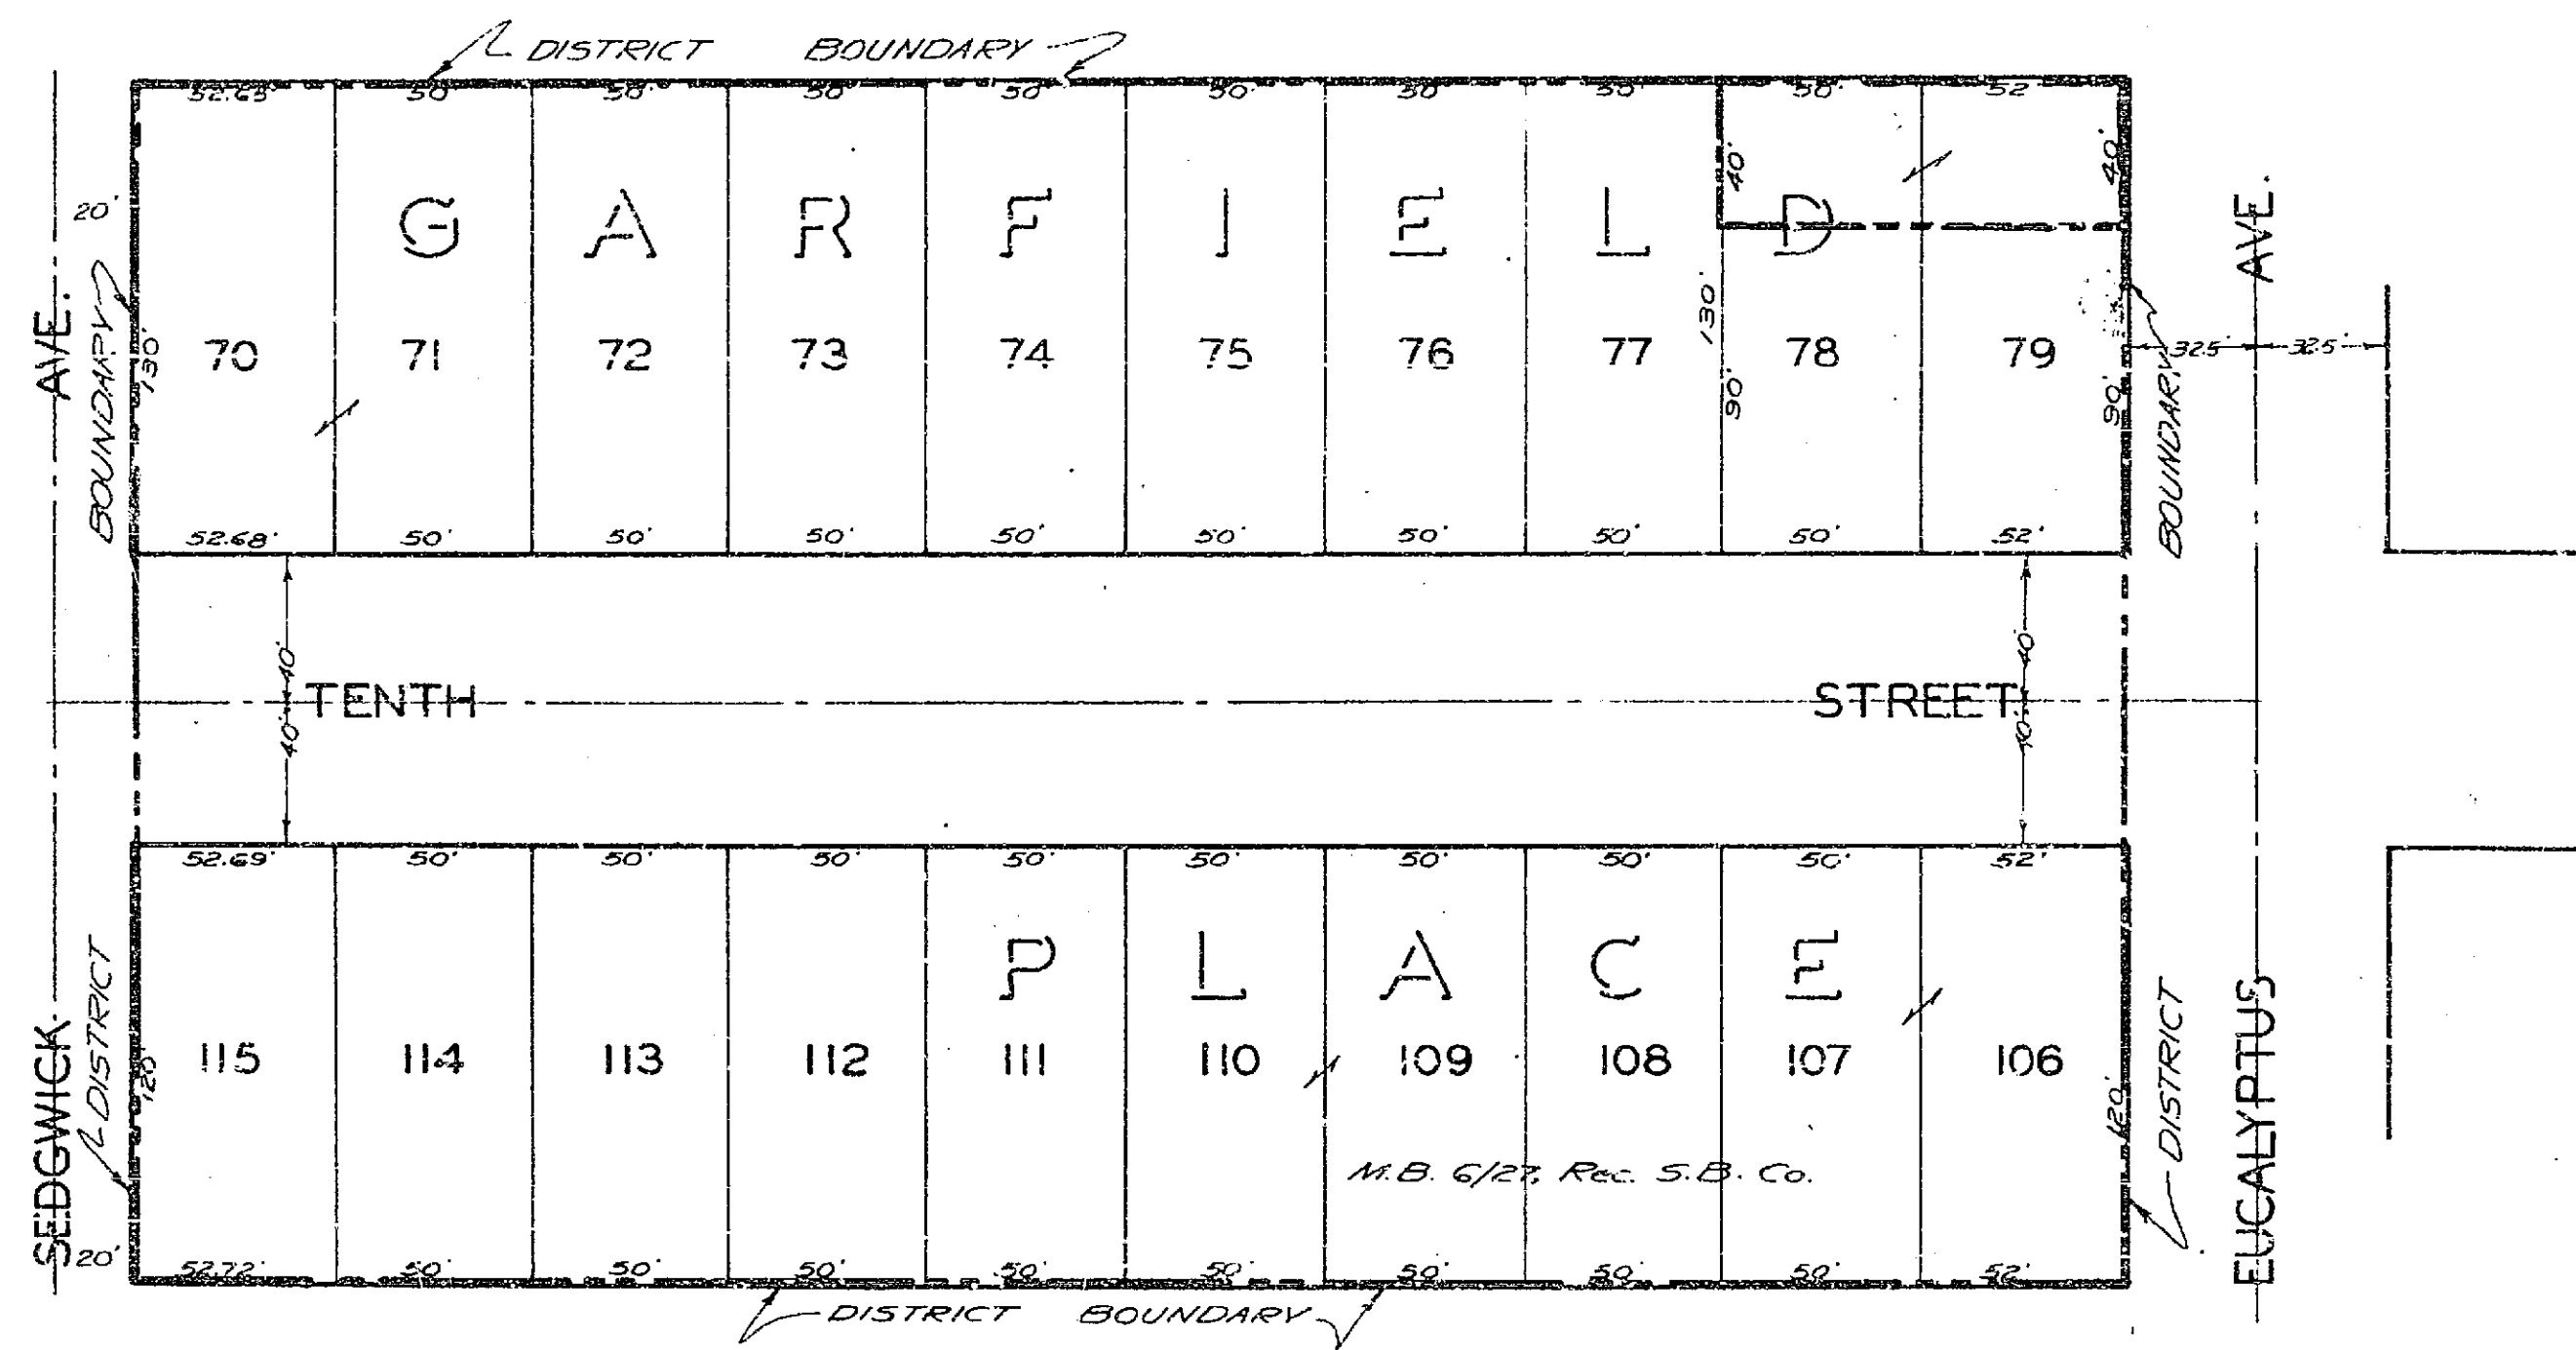 DISTRICT BOUNDARY
50' 50' 50' 50' 50' 50' 50' 50' 52'
20' 40' 40'
G A R F I E L D
AVE. BOUNDARY 130' 130' AVE.
70 71 72 73 74 75 76 77 78 79 32.5' 32.5'
90' 90' BOUNDARY
52.68' 50' 50' 50' 50' 50' 50' 50' 50' 52'
40' 40'
TENTH STREET
40' 40'
52.69' 50' 50' 50' 50' 50' 50' 50' 50' 52'
P L A C E
SEDGWICK DISTRICT 120' 120' DISTRICT EUCALYPTUS
115 114 113 112 111 110 109 108 107 106
M.B. 6/27, Rec. S.B. Co.
20'
52.72' 50' 50' 50' 50' 50' 50' 50' 50' 52'
DISTRICT BOUNDARY